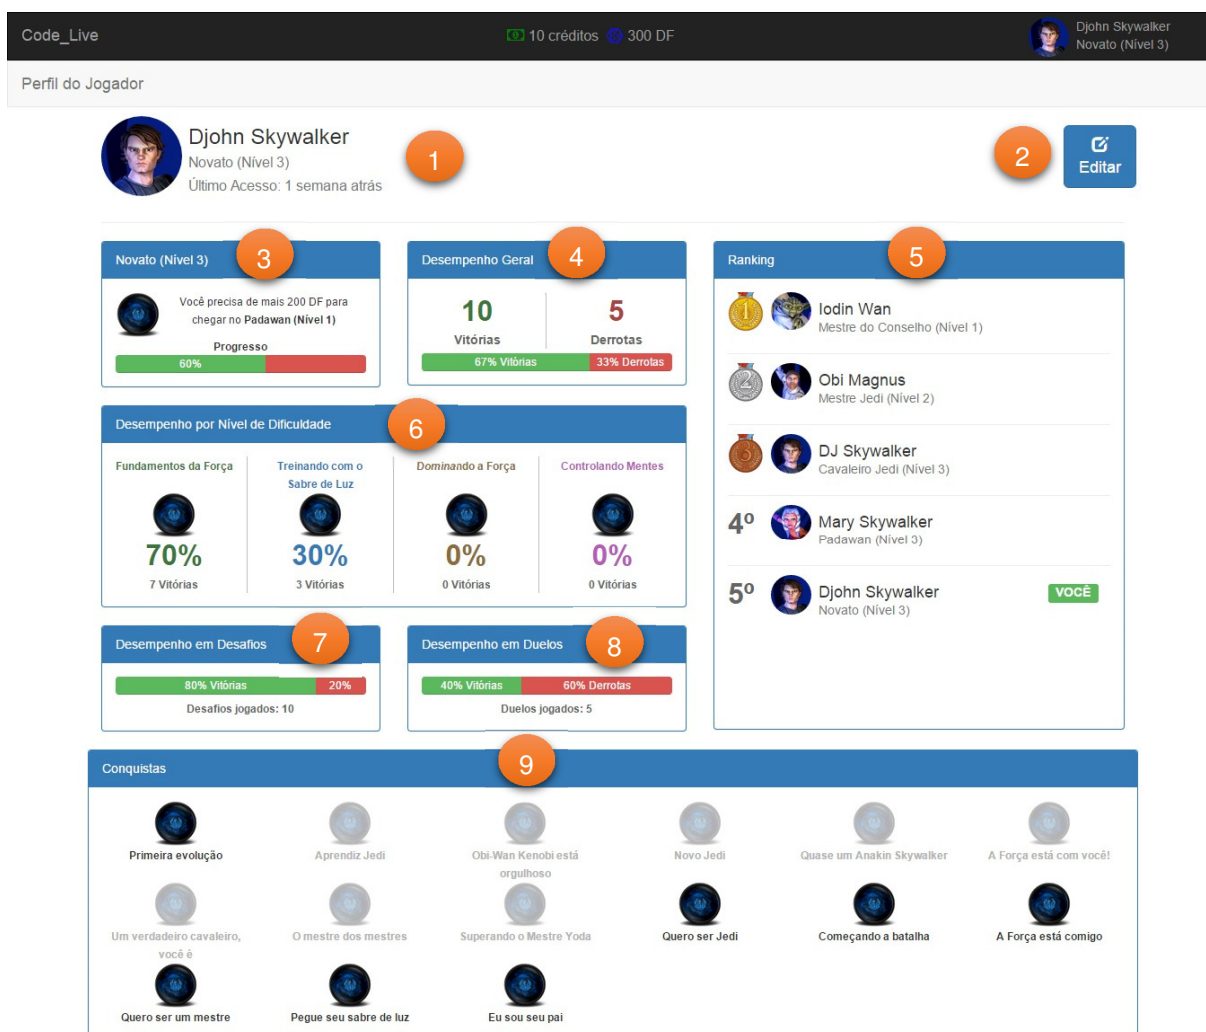 Code_Live
10 créditos 300 DF
Djohn Skywalker
Novato (Nível 3)
Perfil do Jogador
Djohn Skywalker
Novato (Nível 3)
Último Acesso: 1 semana atrás
1
2
Editar
Novato (Nível 3)
3
Você precisa de mais 200 DF para
chegar no Padawan (Nível 1)
Progresso
60%
Desempenho Geral
4
10
Vitórias
5
Derrotas
67% Vitórias
33% Derrotas
Ranking
5
1
Iodin Wan
Mestre do Conselho (Nível 1)
2
Obi Magnus
Mestre Jedi (Nível 2)
3
DJ Skywalker
Cavaleiro Jedi (Nível 3)
4º
Mary Skywalker
Padawan (Nível 3)
5º
Djohn Skywalker
Novato (Nível 3)
VOCÊ
Desempenho por Nível de Dificuldade
6
Fundamentos da Força
70%
7 Vitórias
Treinando com o
Sabre de Luz
30%
3 Vitórias
Dominando a Força
0%
0 Vitórias
Controlando Mentes
0%
0 Vitórias
Desempenho em Desafios
7
80% Vitórias
20%
Desafios jogados: 10
Desempenho em Duelos
8
40% Vitórias
60% Derrotas
Duelos jogados: 5
Conquistas
9
Primeira evolução
Aprendiz Jedi
Obi-Wan Kenobi está
orgulhoso
Novo Jedi
Quase um Anakin Skywalker
A Força está com você!
Um verdadeiro cavaleiro,
você é
O mestre dos mestres
Superando o Mestre Yoda
Quero ser Jedi
Começando a batalha
A Força está comigo
Quero ser um mestre
Pegue seu sabre de luz
Eu sou seu pai